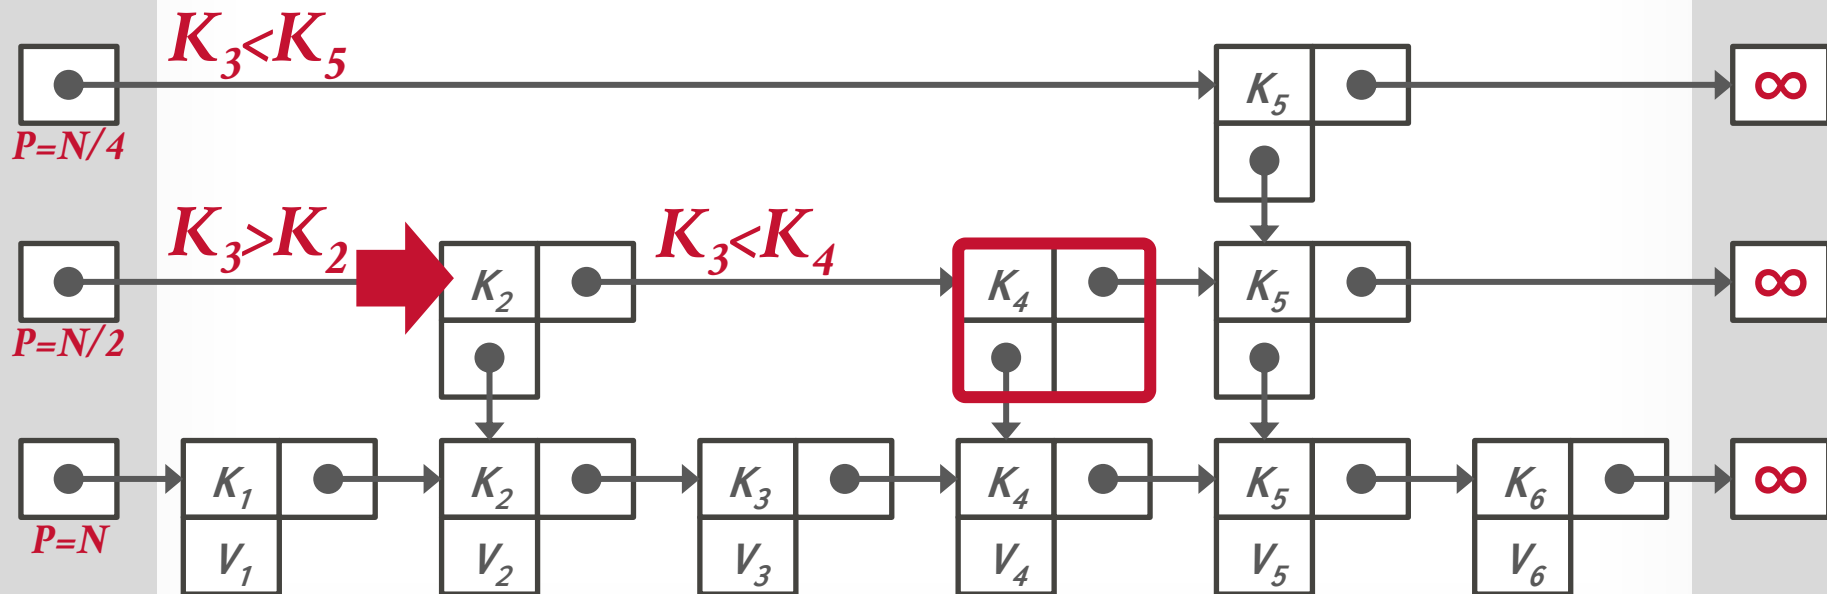 K₃<K₅
K₅ ∞
P=N/4
K₃>K₂ K₃<K₄
K₂ K₄ K₅ ∞
P=N/2
K₁ K₂ K₃ K₄ K₅ K₆ ∞
P=N
V₁ V₂ V₃ V₄ V₅ V₆